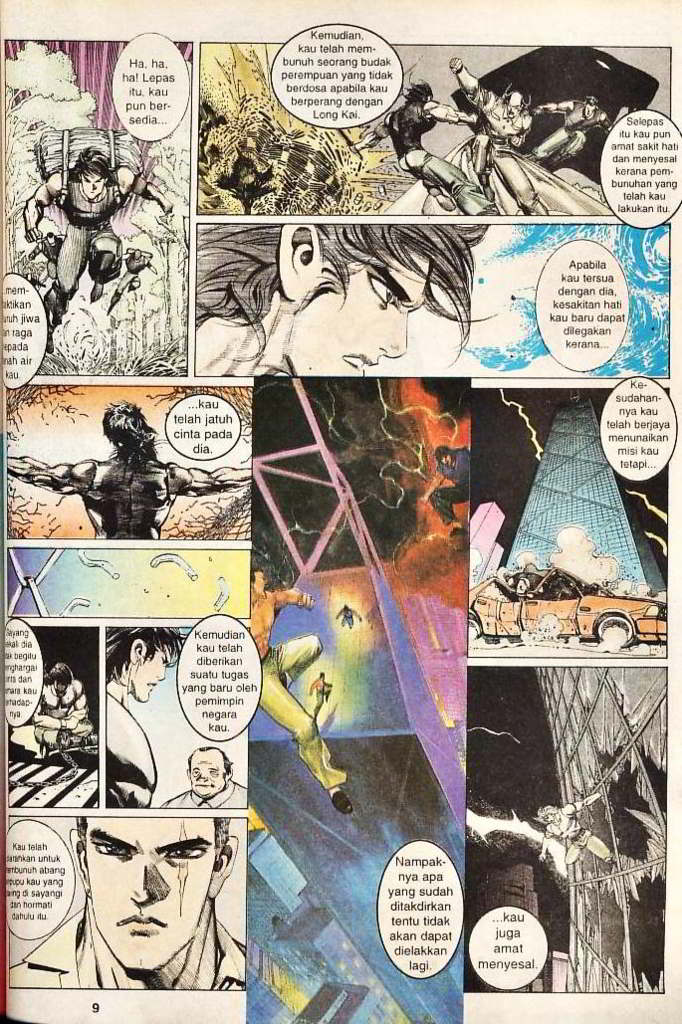 Ha, ha,
ha! Lepas
itu, kau
pun ber-
sedia...
jiwa
raga
air
kau.
Kemudian,
kau telah mem-
bunuh seorang budak
perempuan yang tidak
berdosa apabila kau
berperang dengan
Long Kai.
Selepas
itu kau pun
amat sakit hati
dan menyesal
kerana pem-
bunuhan yang
telah kau
lakukan itu.
Apabila
kau tersua
dengan dia,
kesakitan hati
kau baru dapat
dilegakan
kerana...
...kau
telah jatuh
cinta pada
dia.
dia
begitu
dan
kau
Kemudian
kau telah
diberikan
suatu tugas
yang baru oleh
pemimpin
negara
kau.
Kau telah
untuk
abang
kau yang
di sayangi
dan hormati
dahulu itu.
Ke-
sudahan-
nya kau
telah berjaya
menunaikan
misi kau
tetapi...
...kau
juga
amat
menyesal.
Nampak-
nya apa
yang sudah
ditakdirkan
tentu tidak
akan dapat
dielakkan
lagi.
9